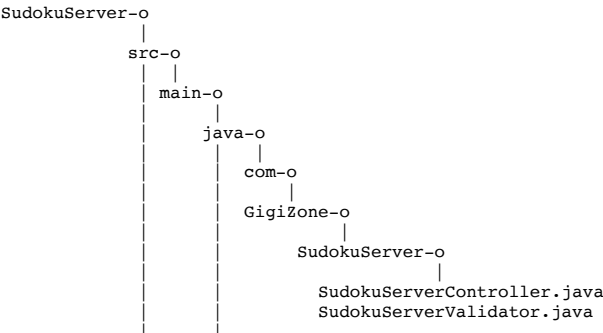 SudokuServer-o
|
src-o
| |
| main-o
| |
| java-o
| | |
| | com-o
| | |
| | GigiZone-o
| | |
| | SudokuServer-o
| | |
| | SudokuServerController.java
| | SudokuServerValidator.java
| |